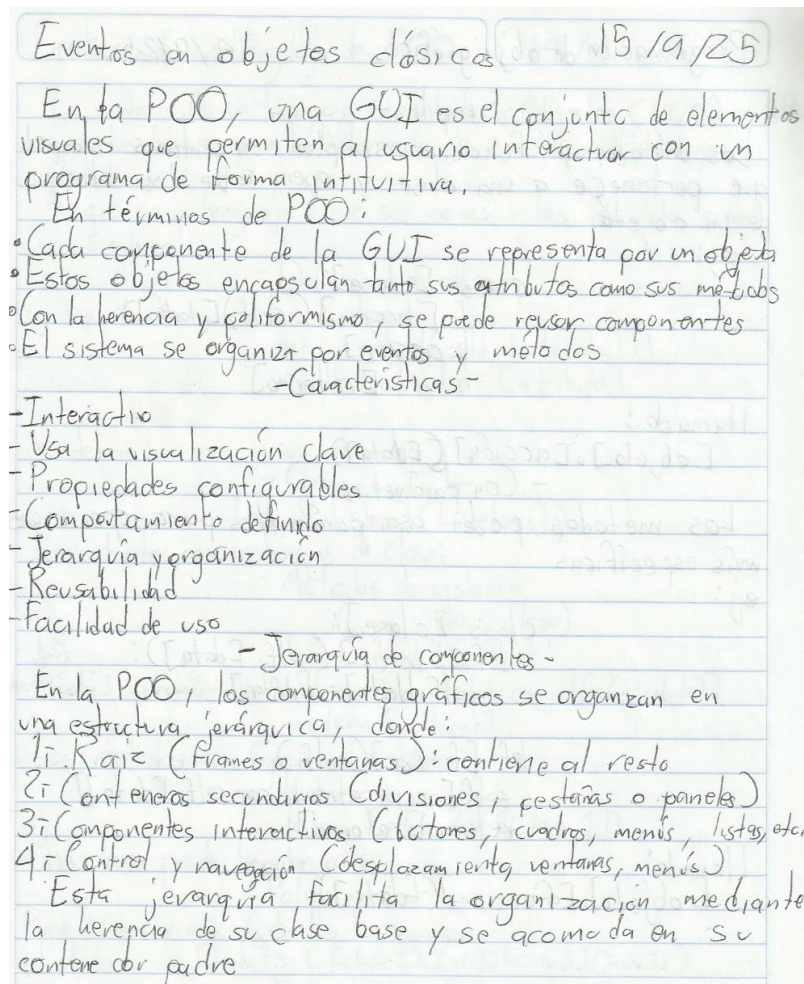 Eventos en objetos clásicos 15/9/25
En la POO, una GUI es el conjunto de elementos
visuales que permiten al usuario interactuar con un
programa de forma intituitiva.
En términos de POO:
• Cada componente de la GUI se representa por un objeto
• Estos objetos encapsulan tanto sus atributos como sus métodos
• Con la herencia y poliformismo, se puede reusar componentes
• El sistema se organiza por eventos y métodos
- Características -
- Interactivo
- Usa la visualización clave
- Propiedades configurables
- Comportamiento definido
- Jerarquía y organización
- Reusabilidad
- Facilidad de uso
- Jerarquía de componentes -
En la POO, los componentes gráficos se organizan en
una estructura jerárquica, donde:
1- Raíz (frames o ventanas): contiene al resto
2- Conteneros secundarios (divisiones, pestañas o paneles)
3- Componentes interactivos (botones, cuadros, menús, listas, etc.
4- Control y navegación (desplazamiento, ventanas, menús)
Esta jerarquía facilita la organización mediante
la herencia de su clase base y se acomoda en su
contenedor padre